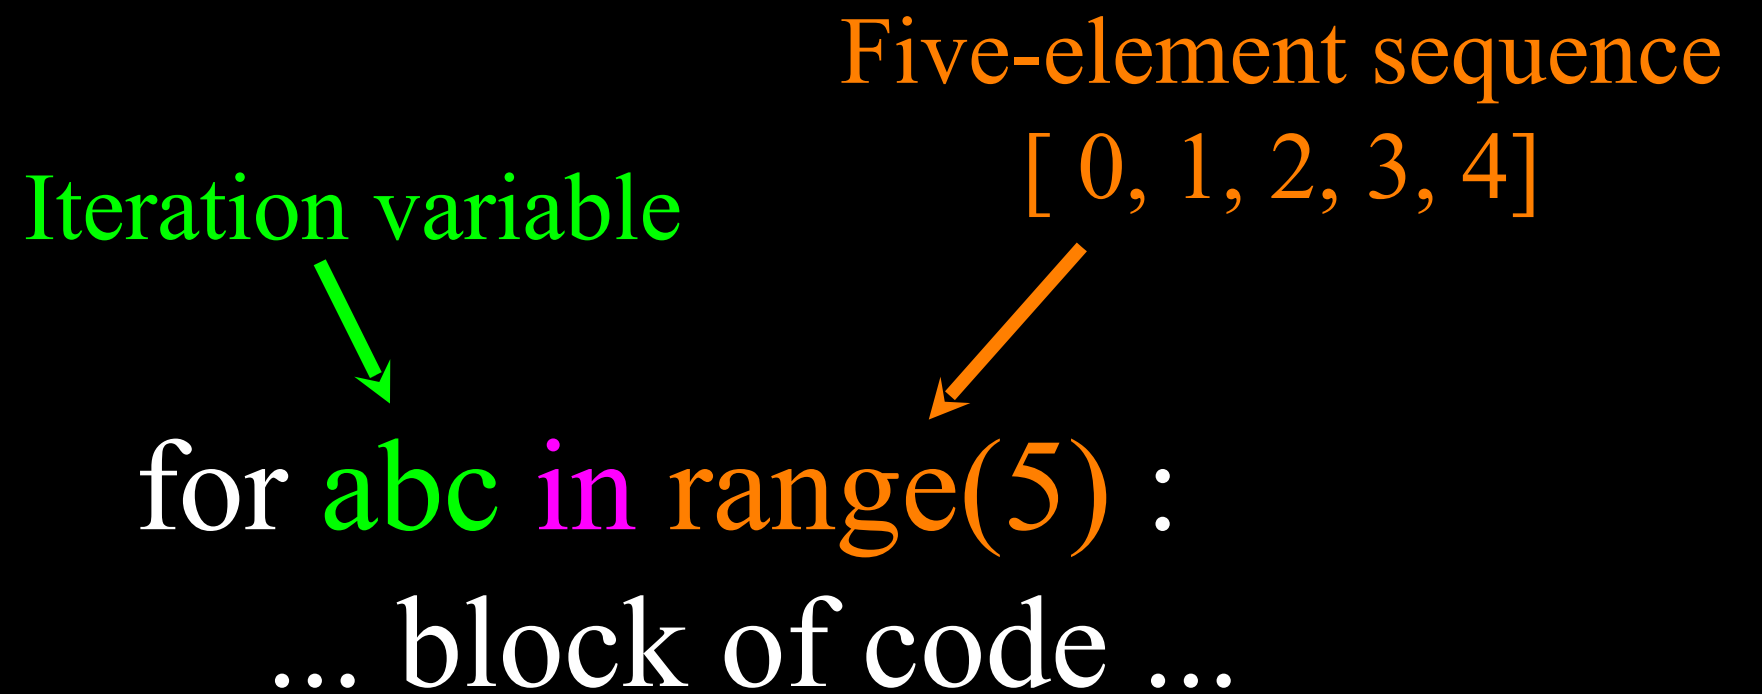 Five-element sequence
[ 0, 1, 2, 3, 4]
Iteration variable
for abc in range(5) :
... block of code ...